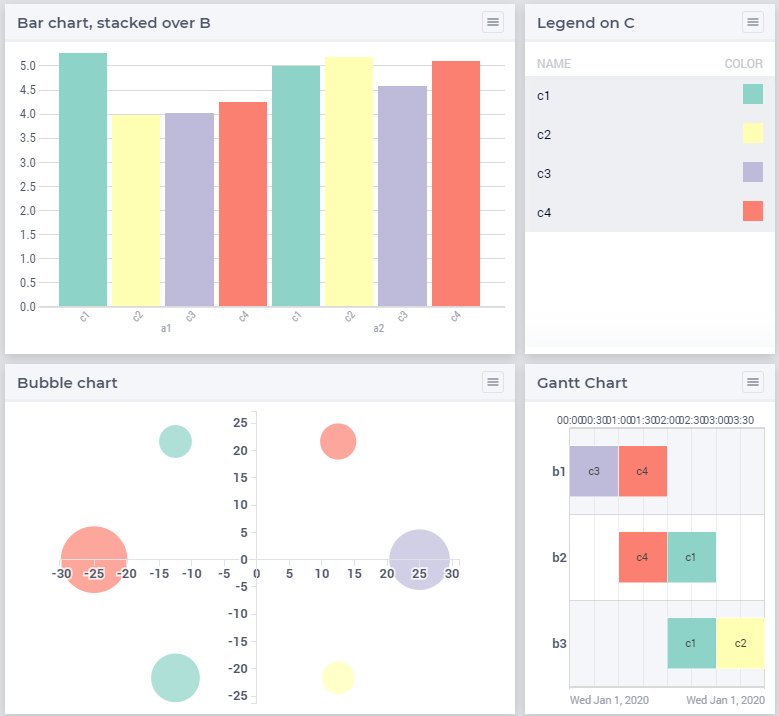 Bar chart, stacked over B
5.0
4.5
4.0
3.5
3.0
2.5
2.0
1.5
1.0
0.5
0.0
c1 c2 c3 c4 c1 c2 c3 c4
a1 a2
Legend on C
NAME COLOR
c1
c2
c3
c4
Bubble chart
25
20
15
10
5
0
-30 -25 -20 -15 -10 -5 0 5 10 15 20 25 30
-5
-10
-15
-20
-25
Gantt Chart
00:00 00:30 01:00 01:30 02:00 02:30 03:00 03:30
b1 c3 c4
b2 c4 c1
b3 c1 c2
Wed Jan 1, 2020 Wed Jan 1, 2020